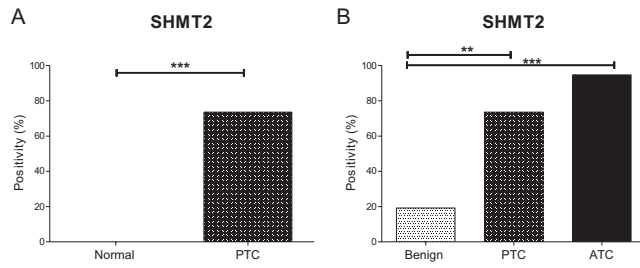 A
SHMT2
***
100
80
60
40
20
0
Positivity (%)
Normal
PTC
B
SHMT2
**
***
100
80
60
40
20
0
Positivity (%)
Benign
PTC
ATC